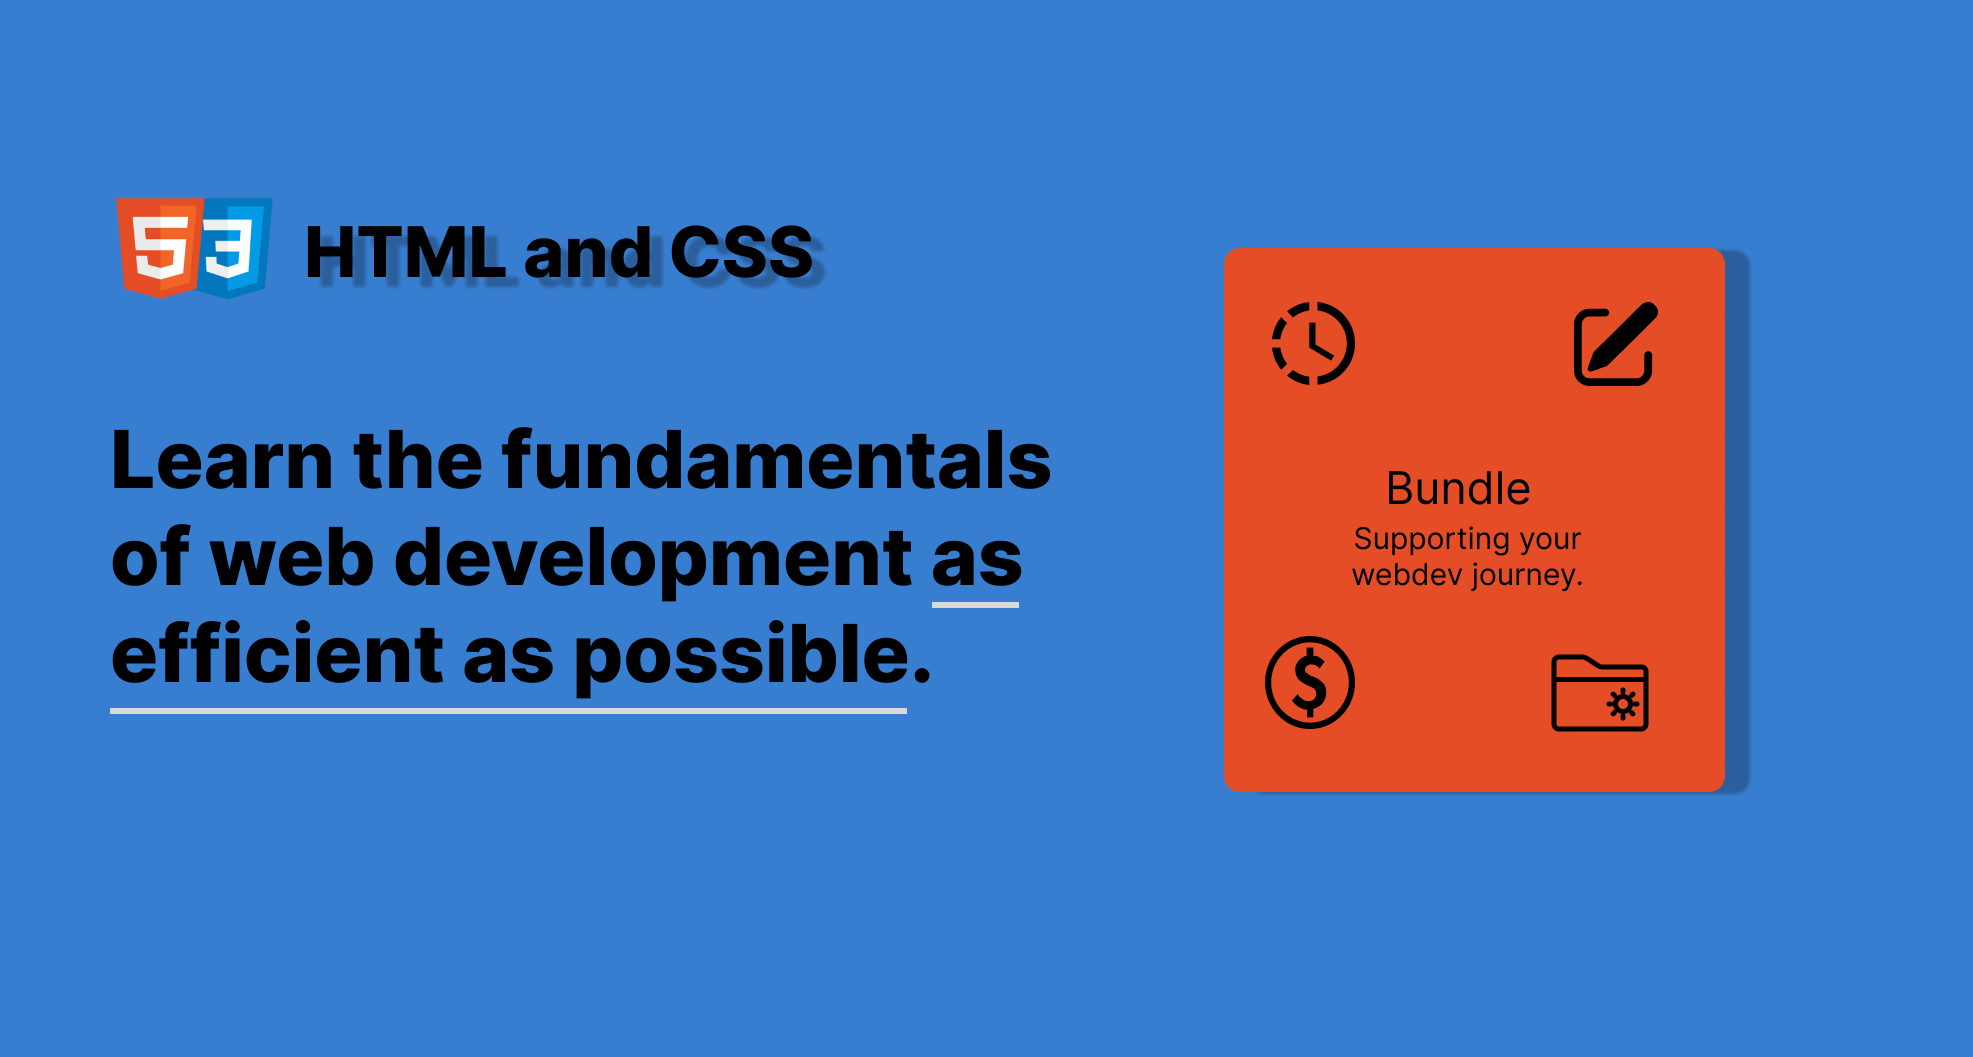 HTML and CSS
Learn the fundamentals
of web development as
efficient as possible.
Bundle
Supporting your
webdev journey.